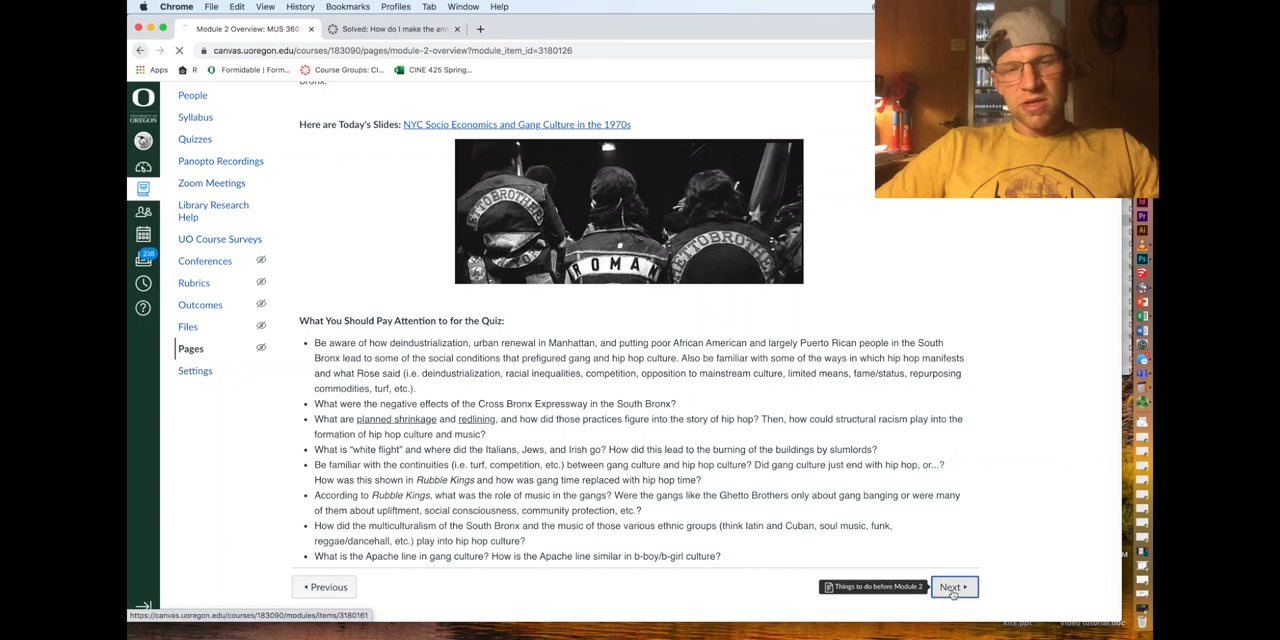 Chrome File Edit View History Bookmarks Profiles Tab Window Help
Module 2 Overview: MUS 360
Solved: How do I make the ann
canvas.uoregon.edu/courses/183090/pages/module-2-overview?module_item_id=3180126
Apps R Formidable | Form... Course Groups: CI... CINE 425 Spring...
O
UNIVERSITY OF OREGON
238
People
Syllabus
Quizzes
Panopto Recordings
Zoom Meetings
Library Research
Help
UO Course Surveys
Conferences
Rubrics
Outcomes
Files
Pages
Settings
Bronx.
Here are Today's Slides: NYC Socio Economics and Gang Culture in the 1970s
ROMAN
What You Should Pay Attention to for the Quiz:
Be aware of how deindustrialization, urban renewal in Manhattan, and putting poor African American and largely Puerto Rican people in the South
Bronx lead to some of the social conditions that prefigured gang and hip hop culture. Also be familiar with some of the ways in which hip hop manifests
and what Rose said (i.e. deindustrialization, racial inequalities, competition, opposition to mainstream culture, limited means, fame/status, repurposing
commodities, turf, etc.).
What were the negative effects of the Cross Bronx Expressway in the South Bronx?
What are planned shrinkage and redlining, and how did those practices figure into the story of hip hop? Then, how could structural racism play into the
formation of hip hop culture and music?
What is "white flight" and where did the Italians, Jews, and Irish go? How did this lead to the burning of the buildings by slumlords?
Be familiar with the continuities (i.e. turf, competition, etc.) between gang culture and hip hop culture? Did gang culture just end with hip hop, or...?
How was this shown in Rubble Kings and how was gang time replaced with hip hop time?
According to Rubble Kings, what was the role of music in the gangs? Were the gangs like the Ghetto Brothers only about gang banging or were many
of them about upliftment, social consciousness, community protection, etc.?
How did the multiculturalism of the South Bronx and the music of those various ethnic groups (think latin and Cuban, soul music, funk,
reggae/dancehall, etc.) play into hip hop culture?
What is the Apache line in gang culture? How is the Apache line similar in b-boy/b-girl culture?
Previous
Things to do before Module 2
Next
https://canvas.uoregon.edu/courses/183090/modules/items/3180161
kits.ppt
video tutorial.doc